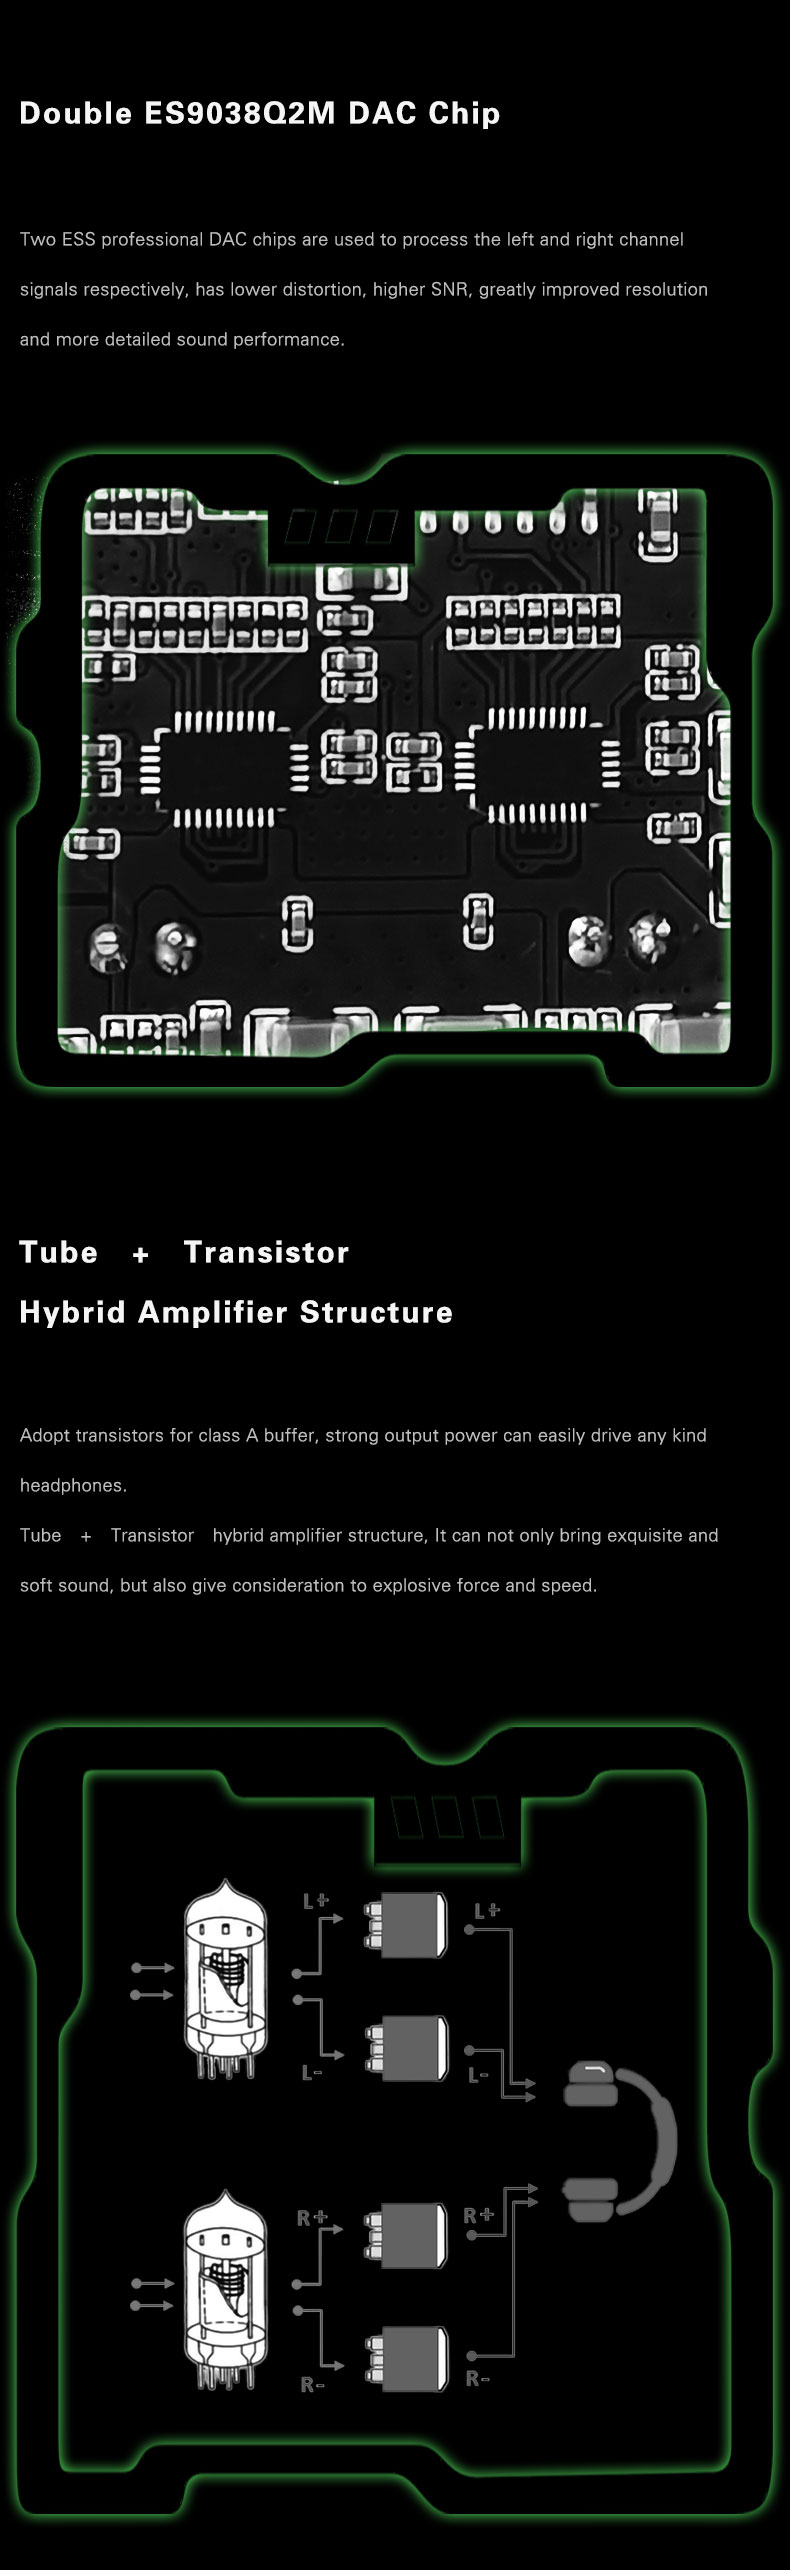 Double ES9038Q2M DAC Chip
Two ESS professional DAC chips are used to process the left and right channel
signals respectively, has lower distortion, higher SNR, greatly improved resolution
and more detailed sound performance.
Tube + Transistor
Hybrid Amplifier Structure
Adopt transistors for class A buffer, strong output power can easily drive any kind
headphones.
Tube + Transistor hybrid amplifier structure, It can not only bring exquisite and
soft sound, but also give consideration to explosive force and speed.
L+
L+
L-
L-
R+
R+
R-
R-